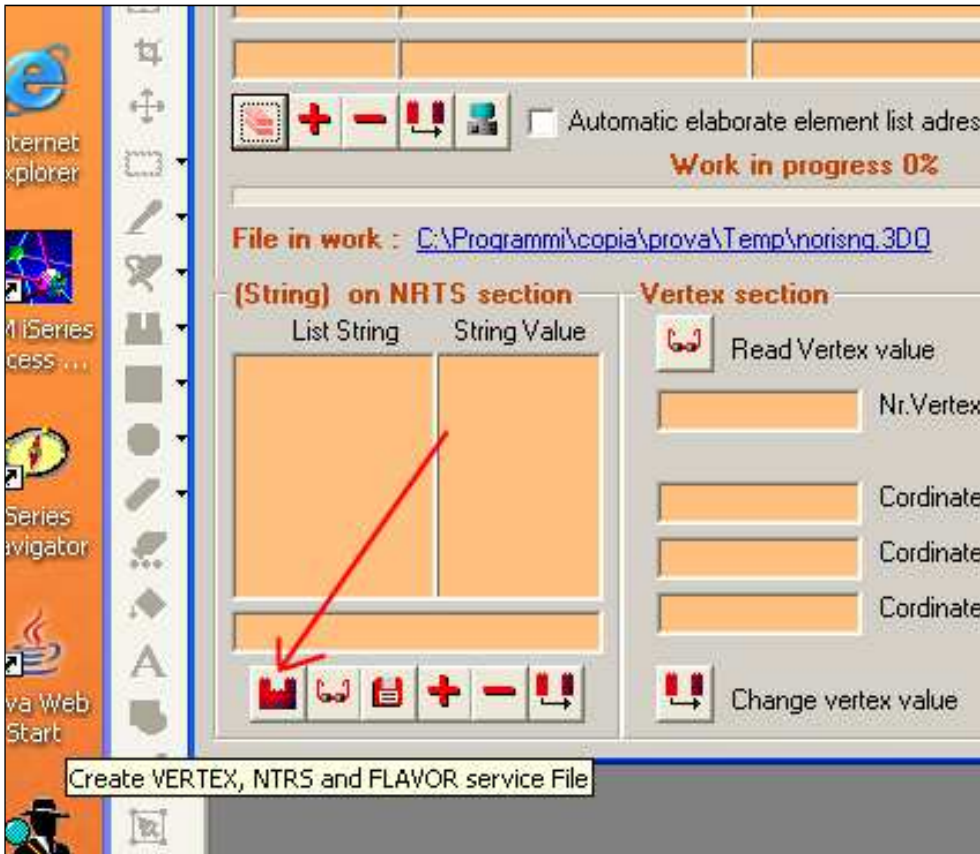 Automatic elaborate element list adres
Work in progress 0%
File in work : C:\Programmi\copia\prova\Temp\norisng.3DO
(String) on NRTS section
List String
String Value
Vertex section
Read Vertex value
Nr.Vertex
Cordinate
Cordinate
Cordinate
Change vertex value
Create VERTEX, NTRS and FLAVOR service File
nternet
xplorer
M iSeries
cess ...
Series
avigator
va Web
Start
A